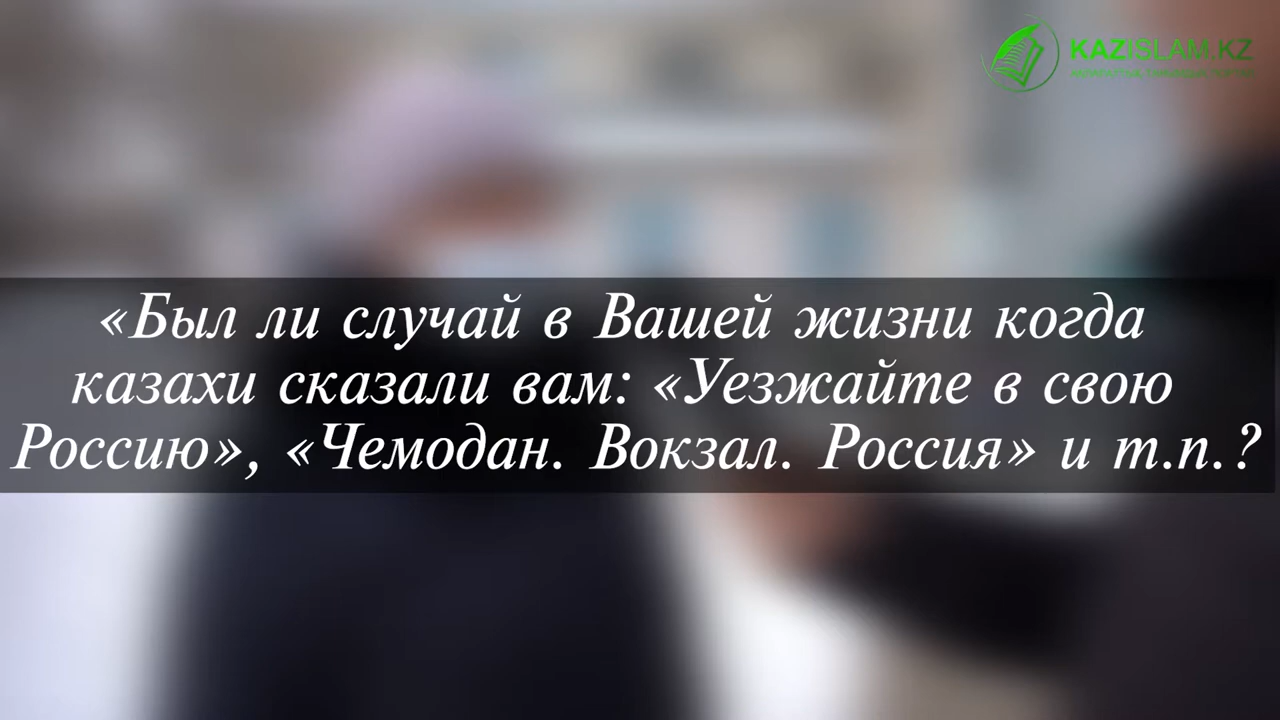 KAZISLAM.KZ
«Был ли случай в Вашей жизни когда
казахи сказали вам: «Уезжайте в свою
Россию», «Чемодан. Вокзал. Россия» и т.п.?